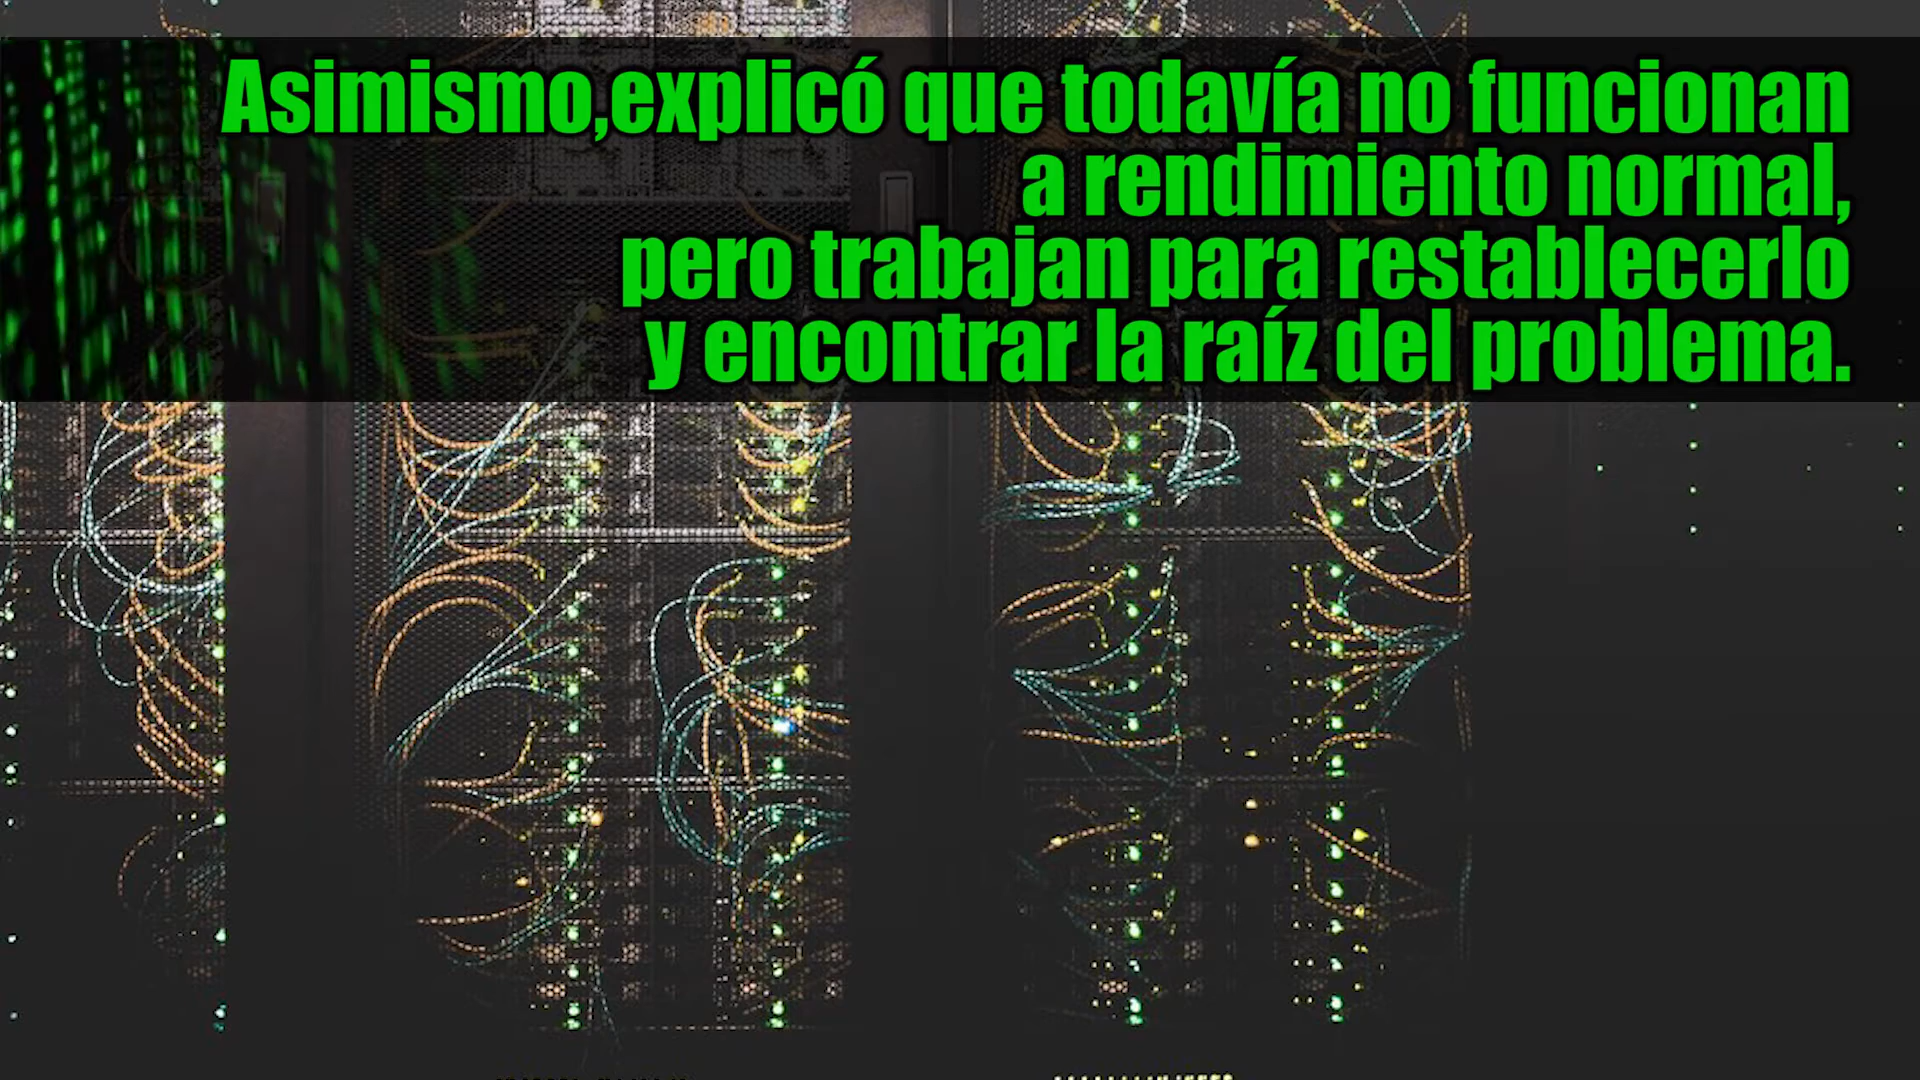 Asimismo,explicó que todavía no funcionan
a rendimiento normal,
pero trabajan para restablecerlo
y encontrar la raíz del problema.